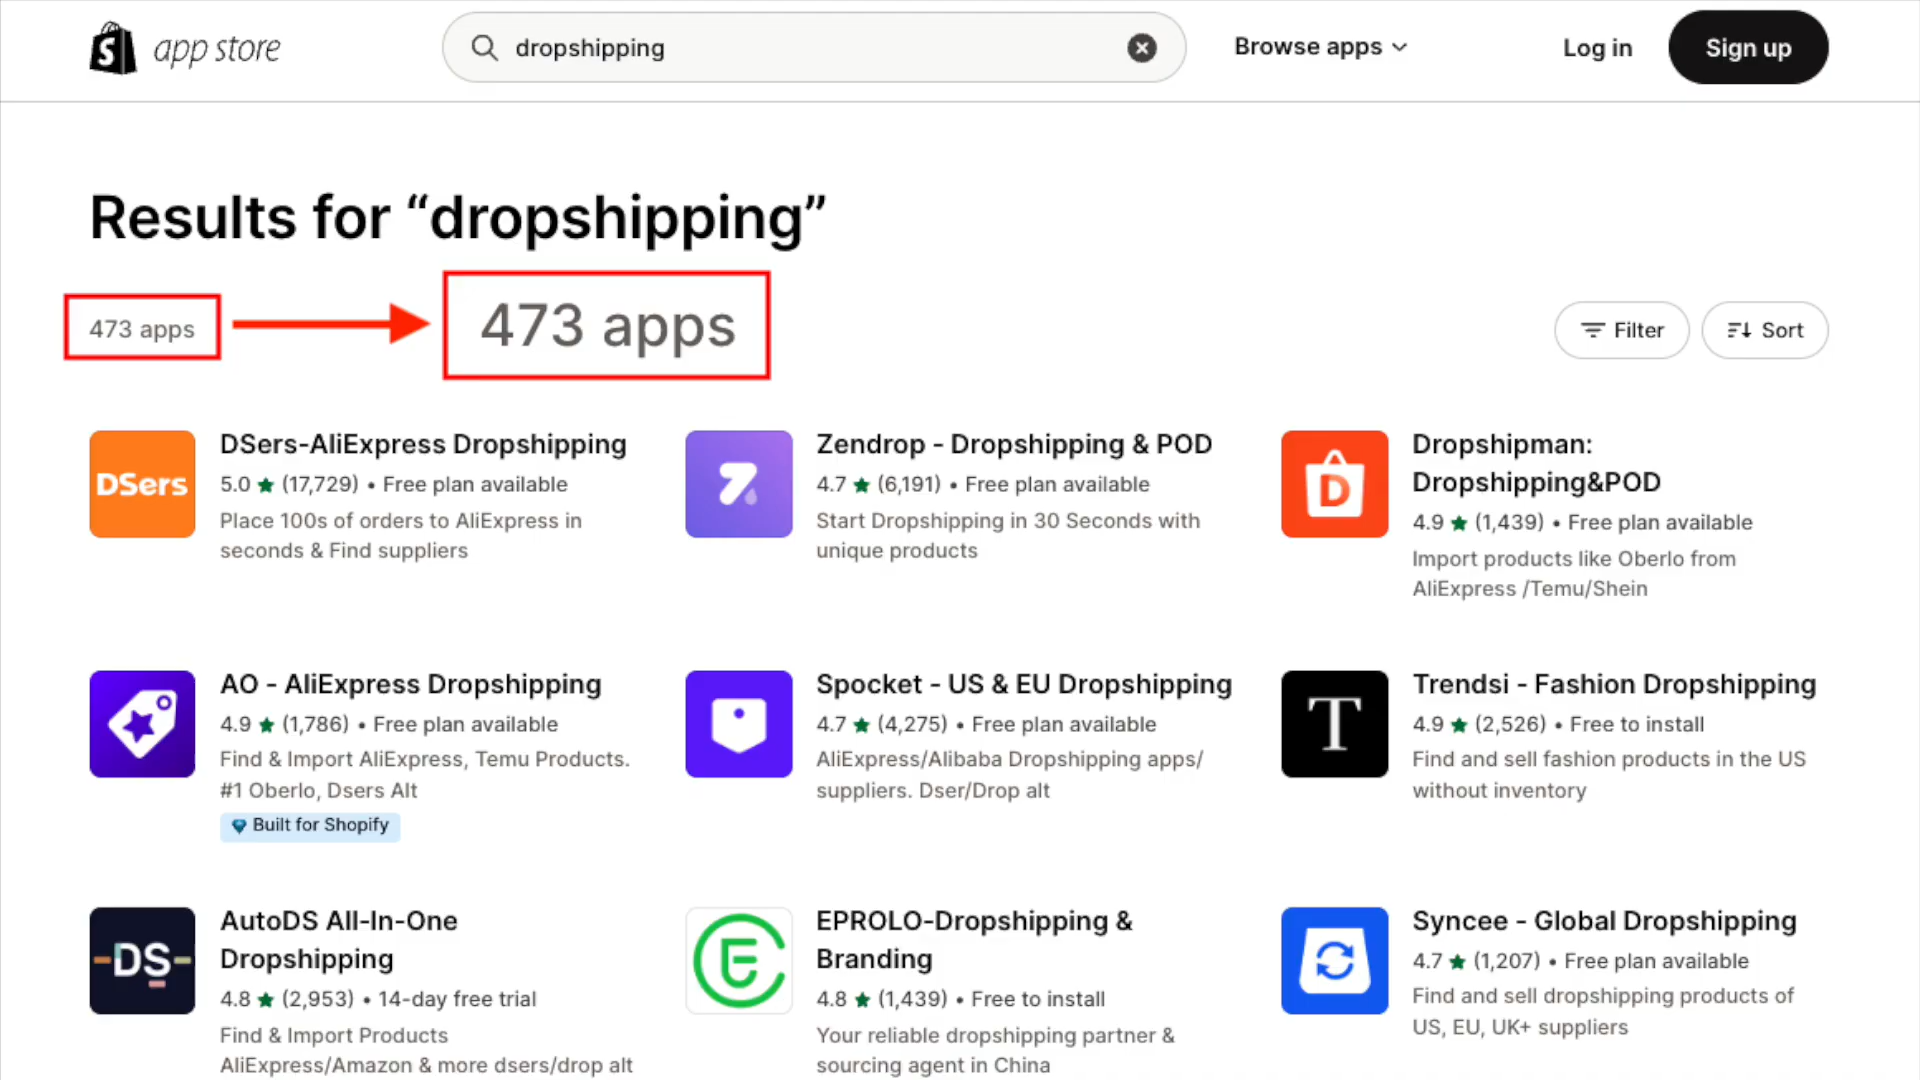 app store
dropshipping
Browse apps
Log in
Sign up
Results for “dropshipping”
473 apps
473 apps
Filter
Sort
DSers
DSers-AliExpress Dropshipping
5.0 ★ (17,729) • Free plan available
Place 100s of orders to AliExpress in
seconds & Find suppliers
Zendrop - Dropshipping & POD
4.7 ★ (6,191) • Free plan available
Start Dropshipping in 30 Seconds with
unique products
D
Dropshipman:
Dropshipping&POD
4.9 ★ (1,439) • Free plan available
Import products like Oberlo from
AliExpress /Temu/Shein
AO - AliExpress Dropshipping
4.9 ★ (1,786) • Free plan available
Find & Import AliExpress, Temu Products.
#1 Oberlo, Dsers Alt
Built for Shopify
Spocket - US & EU Dropshipping
4.7 ★ (4,275) • Free plan available
AliExpress/Alibaba Dropshipping apps/
suppliers. Dser/Drop alt
T
Trendsi - Fashion Dropshipping
4.9 ★ (2,526) • Free to install
Find and sell fashion products in the US
without inventory
DS
AutoDS All-In-One
Dropshipping
4.8 ★ (2,953) • 14-day free trial
Find & Import Products
AliExpress/Amazon & more dsers/drop alt
E
EPROLO-Dropshipping &
Branding
4.8 ★ (1,439) • Free to install
Your reliable dropshipping partner &
sourcing agent in China
Syncee - Global Dropshipping
4.7 ★ (1,207) • Free plan available
Find and sell dropshipping products of
US, EU, UK+ suppliers